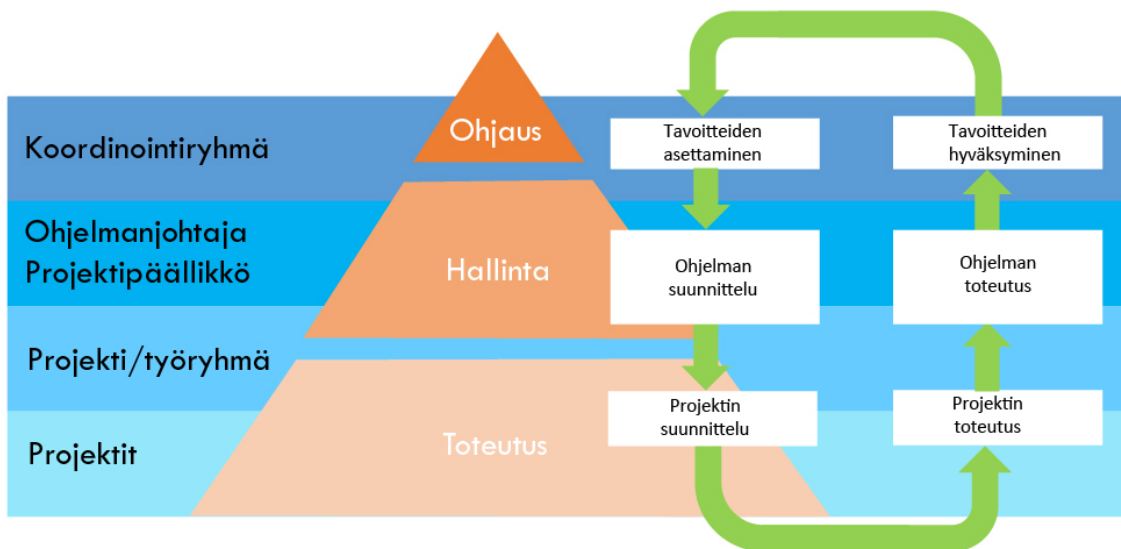 Koordinointiryhmä
Ohjaus
Tavoitteiden
asettaminen
Tavoitteiden
hyväksyminen
Ohjelmanjohtaja
Projektipäällikkö
Hallinta
Ohjelman
suunnittelu
Ohjelman
toteutus
Projekti/työryhmä
Projektin
suunnittelu
Projektin
toteutus
Projektit
Toteutus